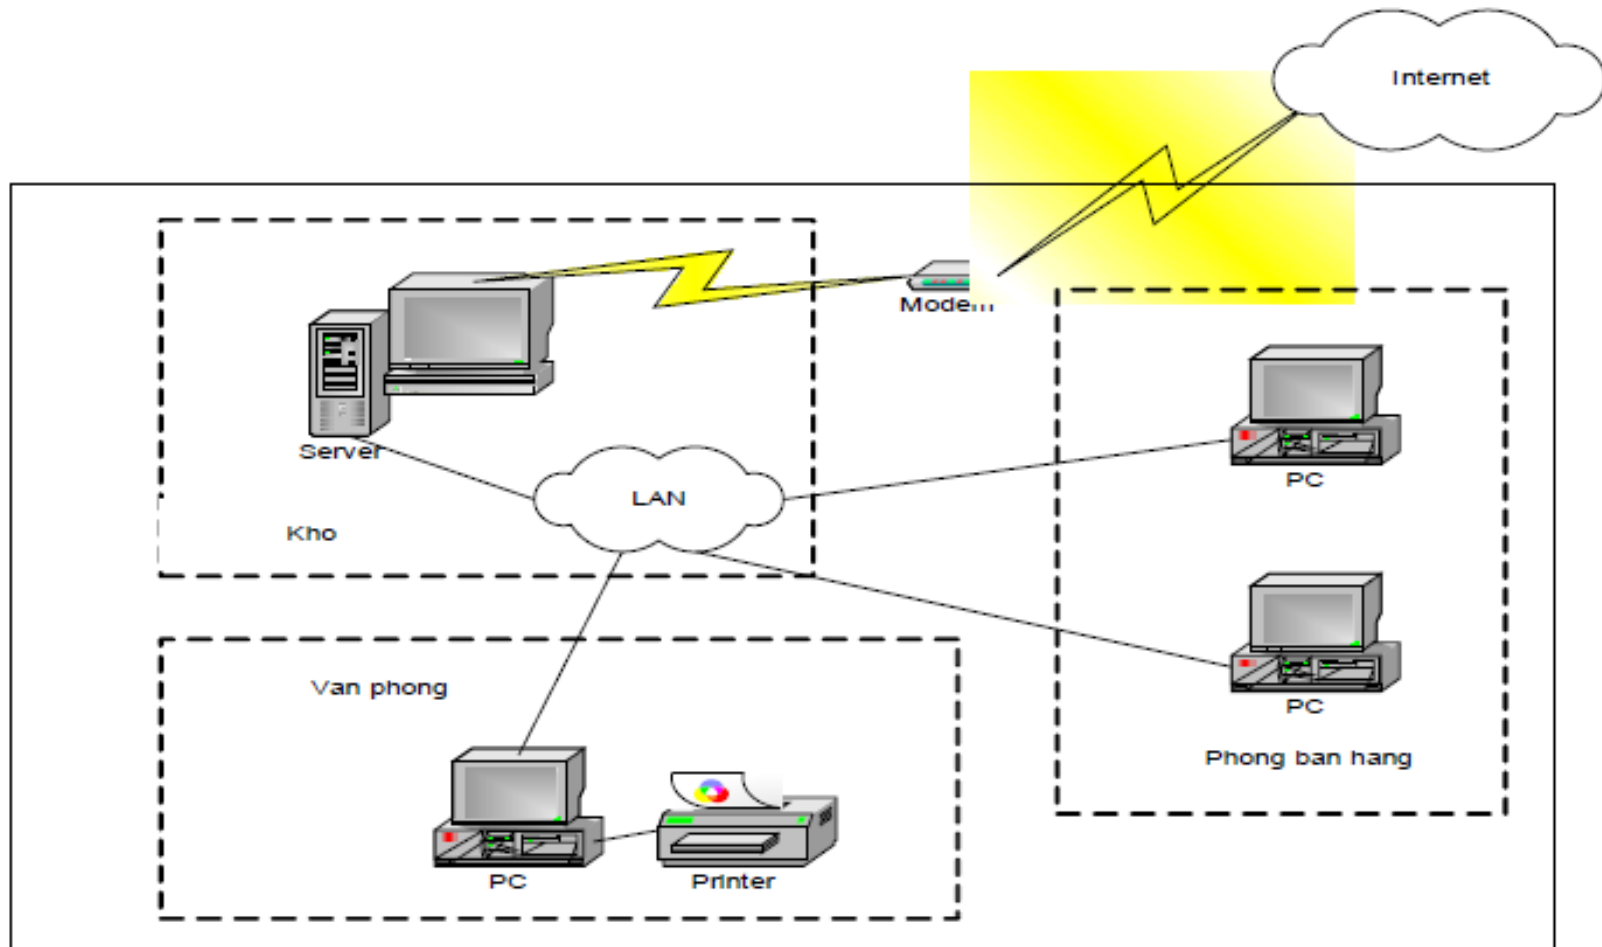 Internet
Modem
Server
PC
LAN
Kho
Van phong
PC
Phong ban hang
PC
Printer